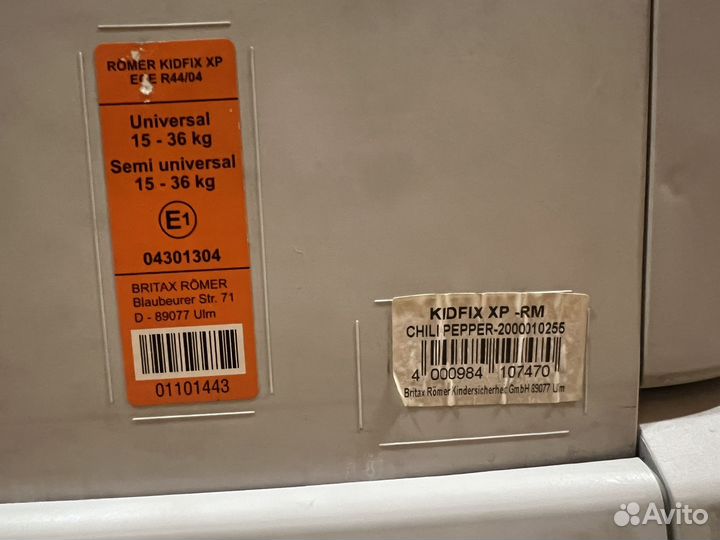 RÖMER KIDFIX XP
ECE R44/04
Universal
15 - 36 kg
Semi universal
15 - 36 kg
E1
04301304
BRITAX RÖMER
Blaubeurer Str. 71
D - 89077 Ulm
01101443
KIDFIX XP -RM
CHILI PEPPER-2000010255
4 000984 107470
Britax Römer Kindersicherheit GmbH 89077 Ulm
Avito